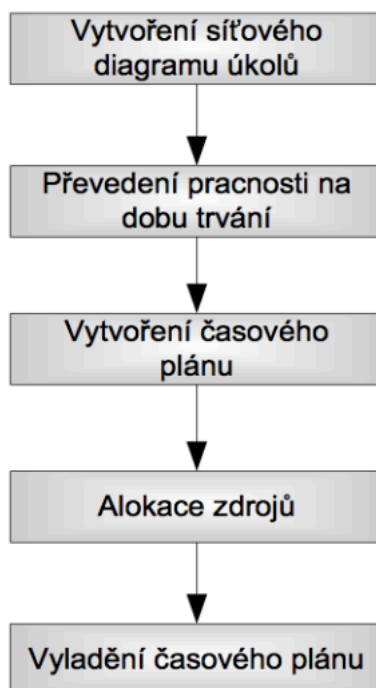 Vytvoření síťového
diagramu úkolů
Převedení pracnosti na
dobu trvání
Vytvoření časového
plánu
Alokace zdrojů
Vyladění časového plánu